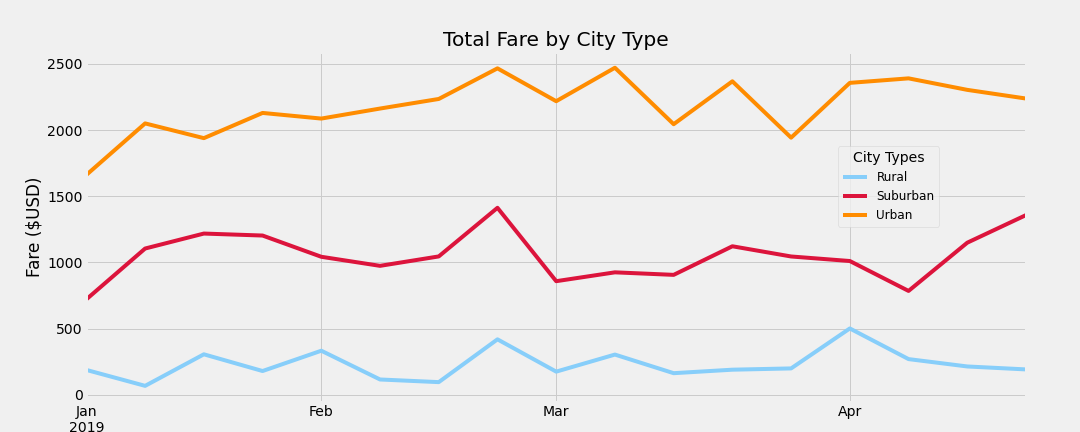 Total Fare by City Type
Fare ($USD)
2500
2000
1500
1000
500
0
City Types
Rural
Suburban
Urban
Jan Feb Mar Apr
2019